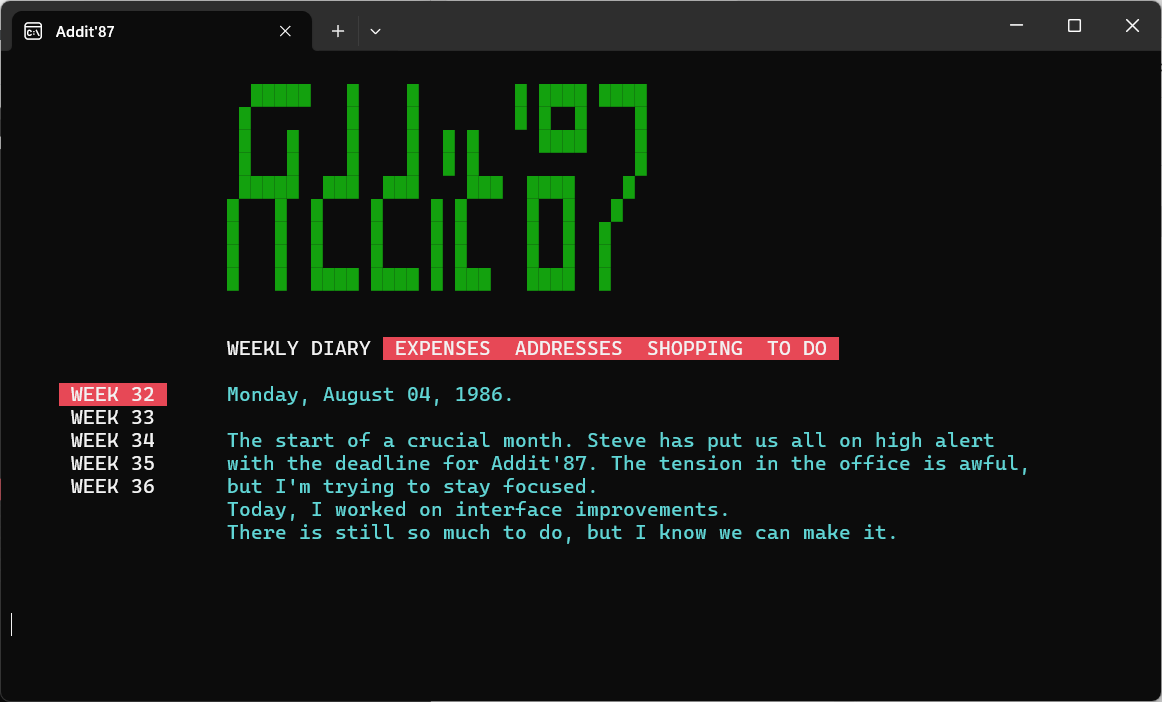 Addit'87
Addit'87
WEEKLY DIARY EXPENSES ADDRESSES SHOPPING TO DO
WEEK 32
WEEK 33
WEEK 34
WEEK 35
WEEK 36
Monday, August 04, 1986.
The start of a crucial month. Steve has put us all on high alert
with the deadline for Addit'87. The tension in the office is awful,
but I'm trying to stay focused.
Today, I worked on interface improvements.
There is still so much to do, but I know we can make it.